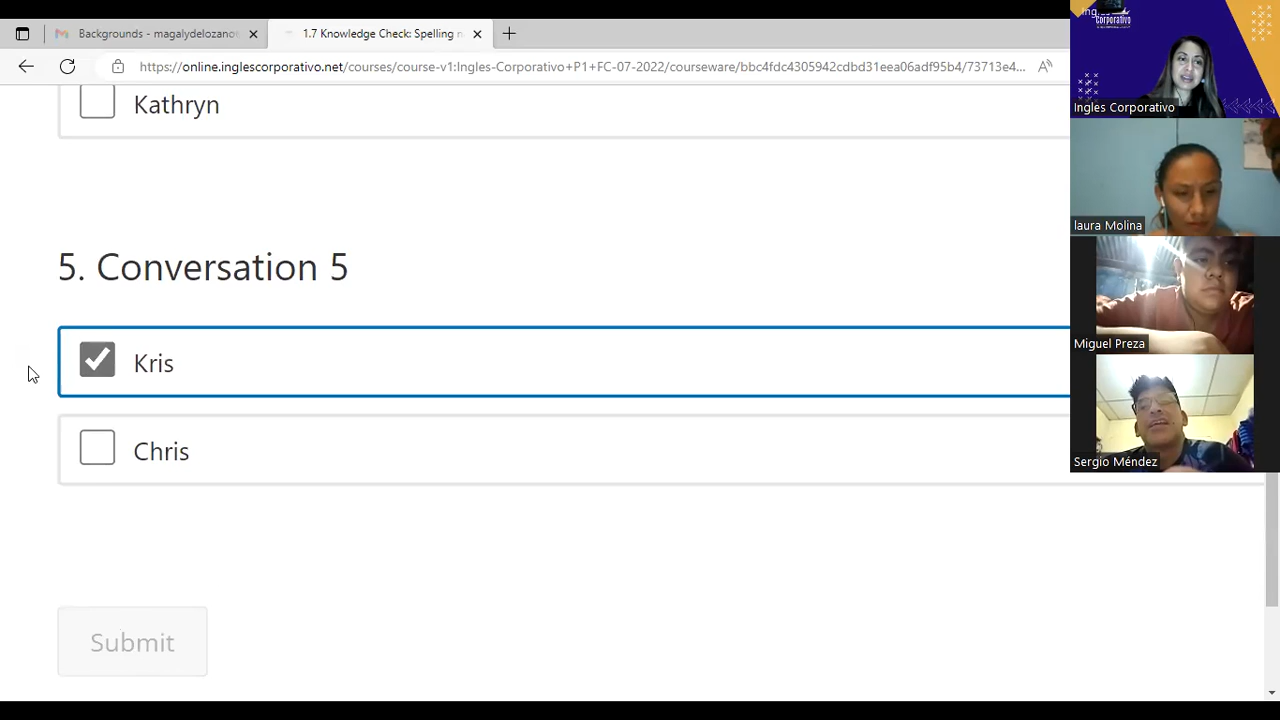 Backgrounds - magalydelozano
1.7 Knowledge Check: Spelling n
https://online.inglescorporativo.net/courses/course-v1:Ingles-Corporativo+P1+FC-07-2022/courseware/bbc4fdc4305942cdbd31eea06adf95b4/73713e4...
Kathryn
5. Conversation 5
Kris
Chris
Submit
Corporativo
Ingles Corporativo
laura Molina
Miguel Preza
Sergio Méndez